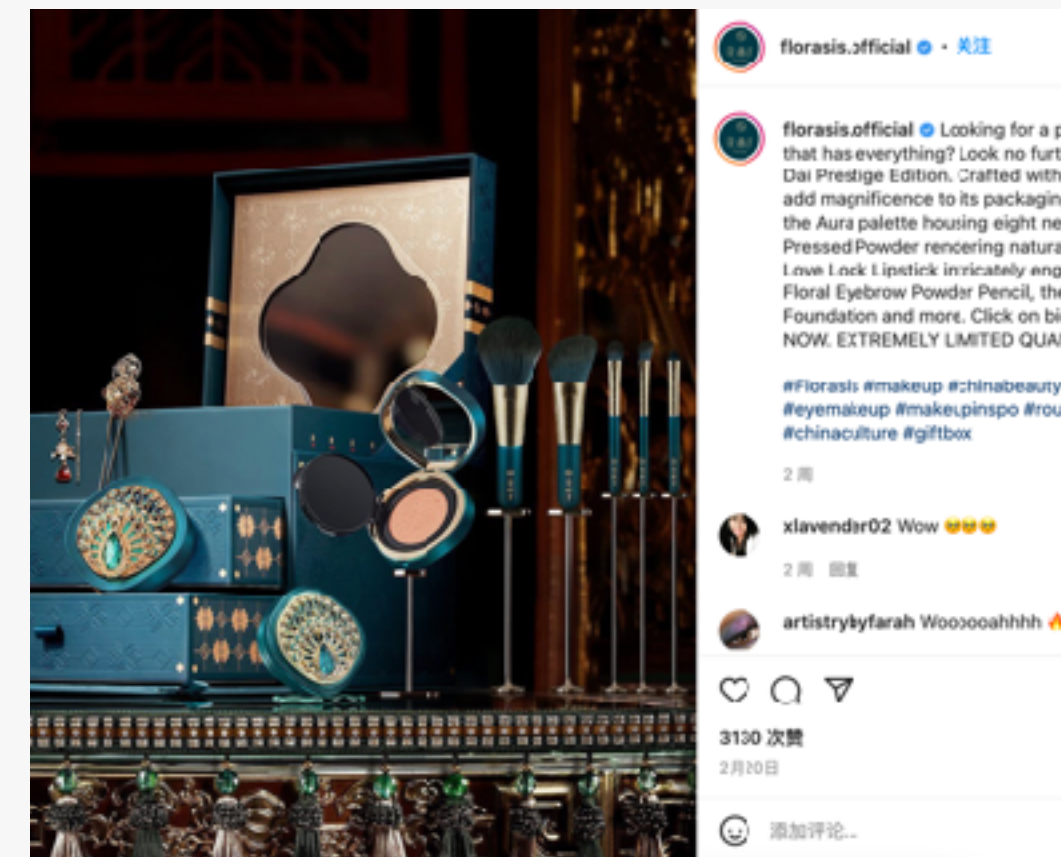 florasis.official • 关注
florasis.official Looking for a p
that has everything? Look no furt
Dai Prestige Edition. Crafted with
add magnificence to its packagin
the Aura palette housing eight ne
Pressed Powder rendering natura
Love Lock Lipstick intricately eng
Floral Eyebrow Powder Pencil, the
Foundation and more. Click on bi
NOW. EXTREMELY LIMITED QUA
#Florasis #makeup #chinabeauty
#eyemakeup #makeupinspo #rou
#chinaculture #giftbox
2 周
xlavender02 Wow 🥹🥹🥹
2 周 回复
artistrybyfarah Woooooahhhh 🔥
3130 次赞
2月20日
添加评论...